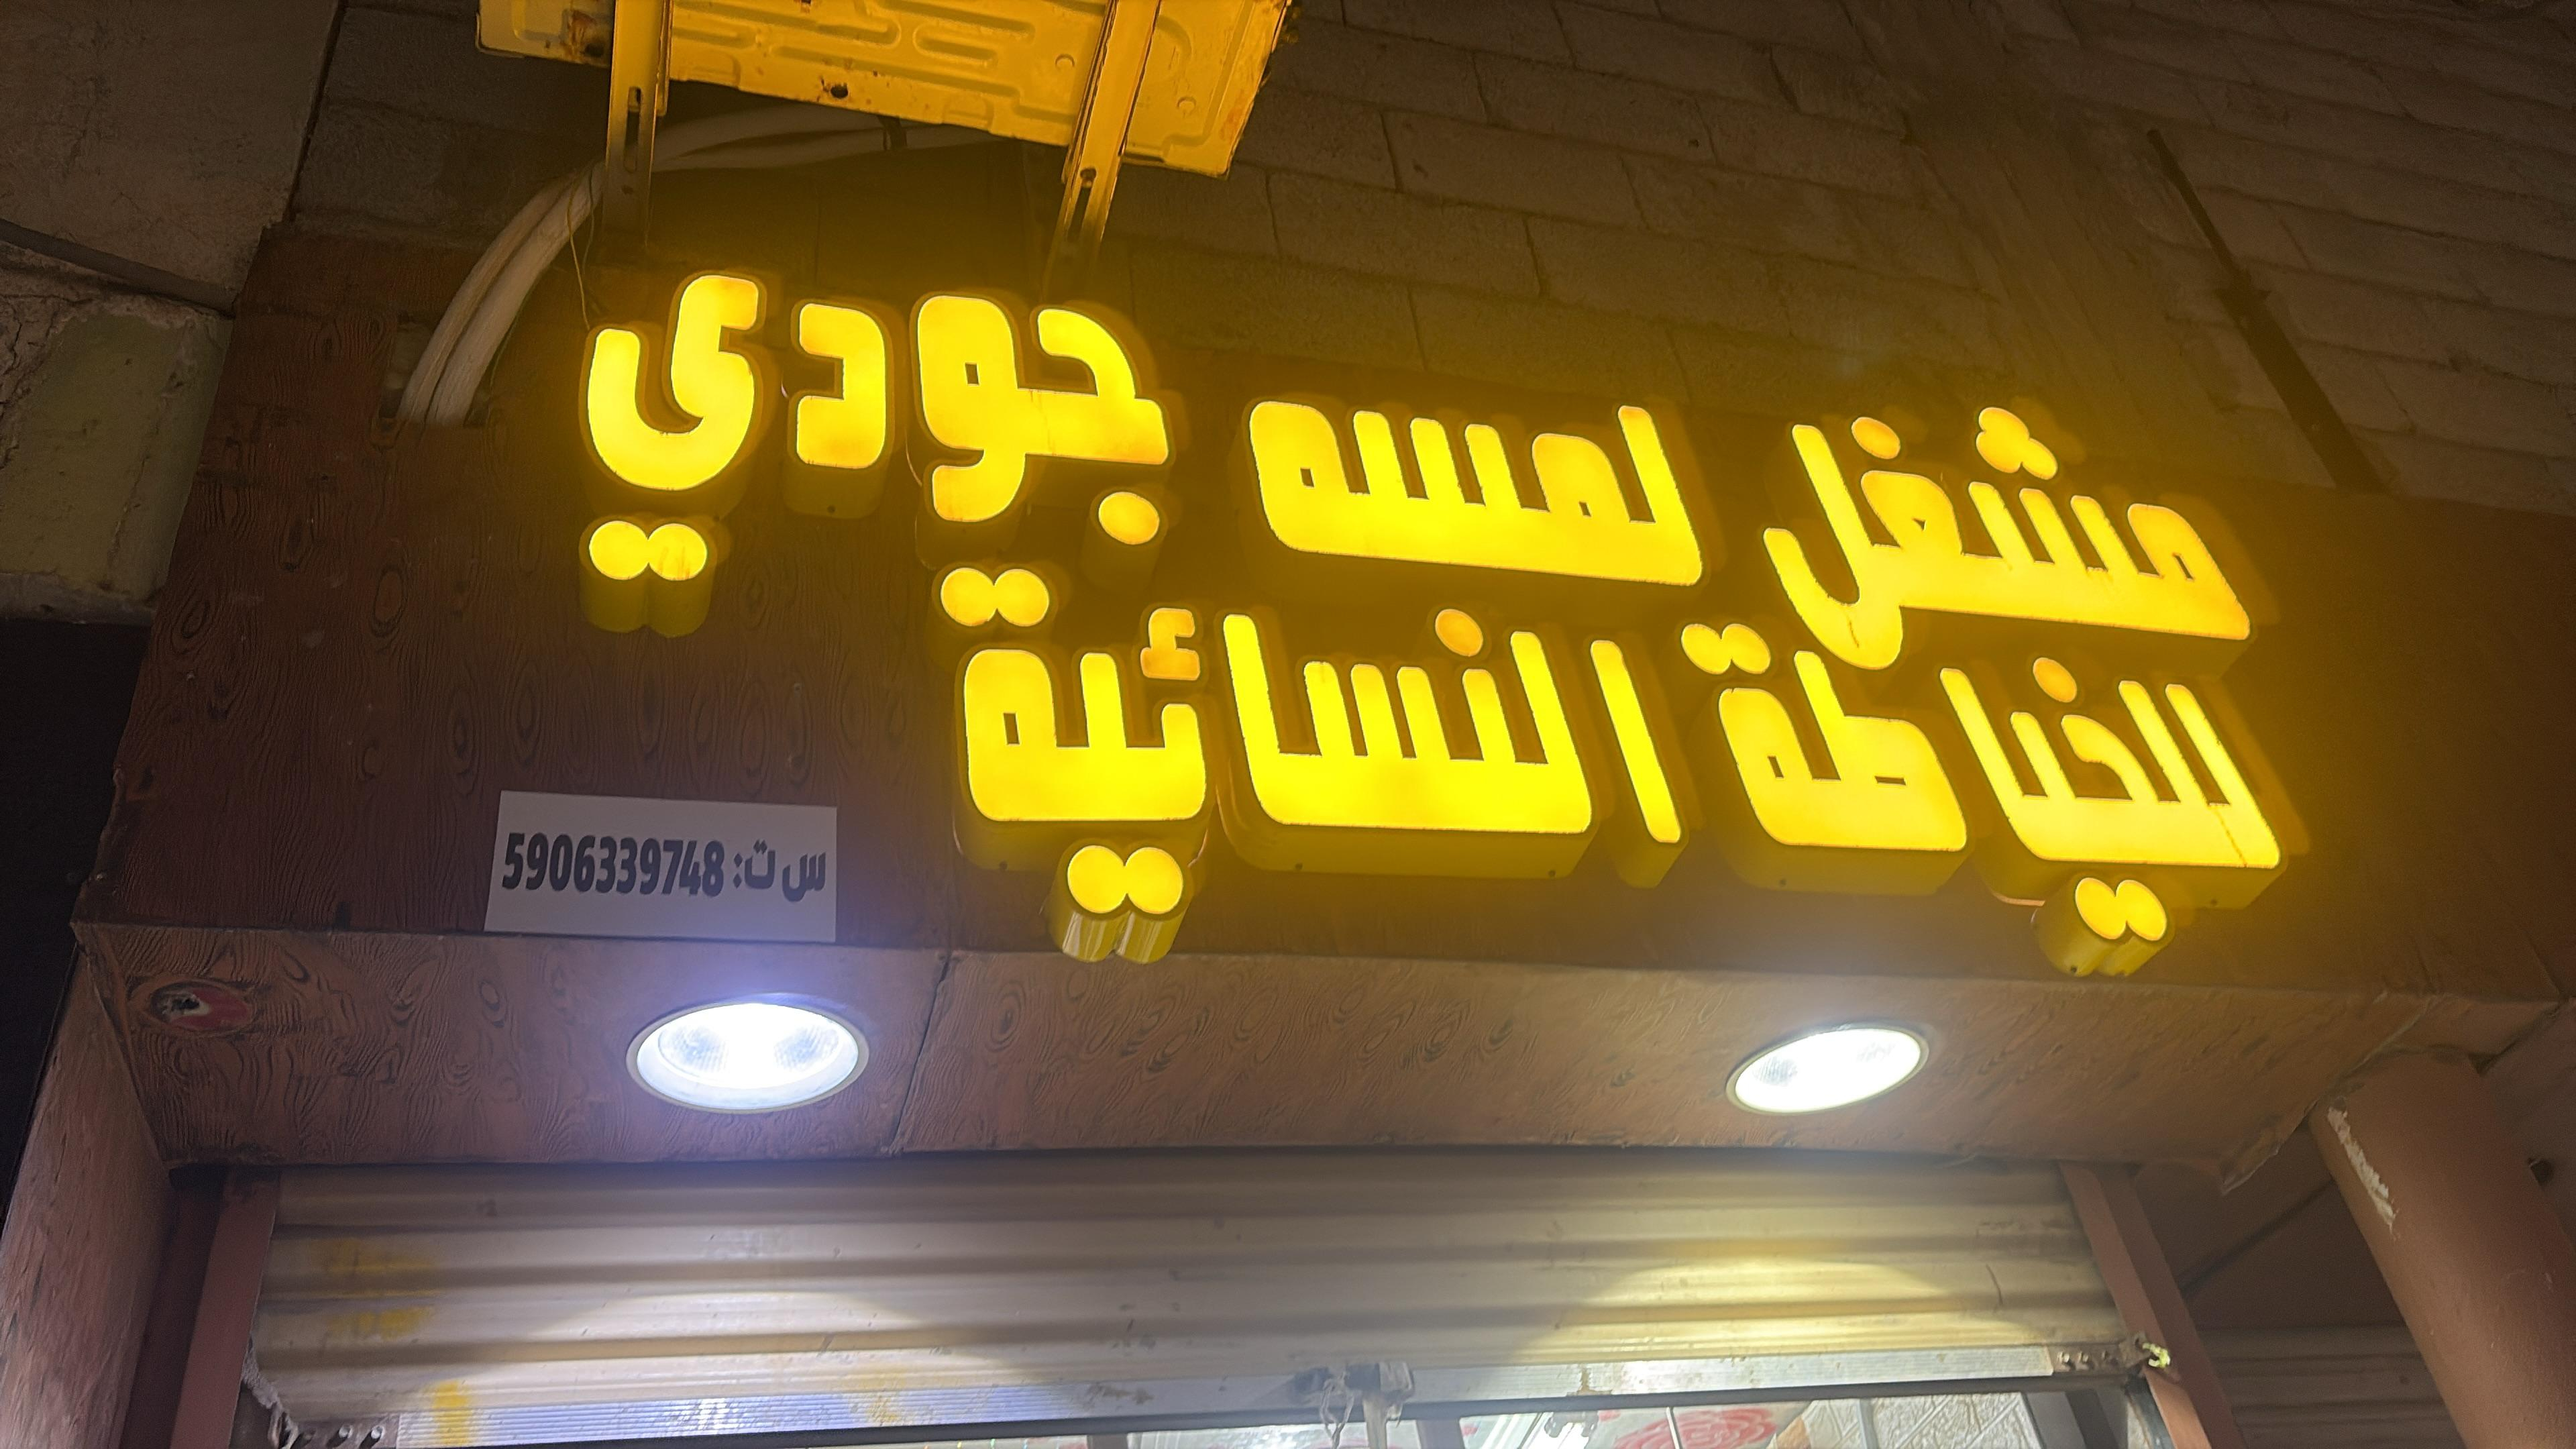 مشغل لمسه جودي
للخياطة النسائية
س ت: 5906339748